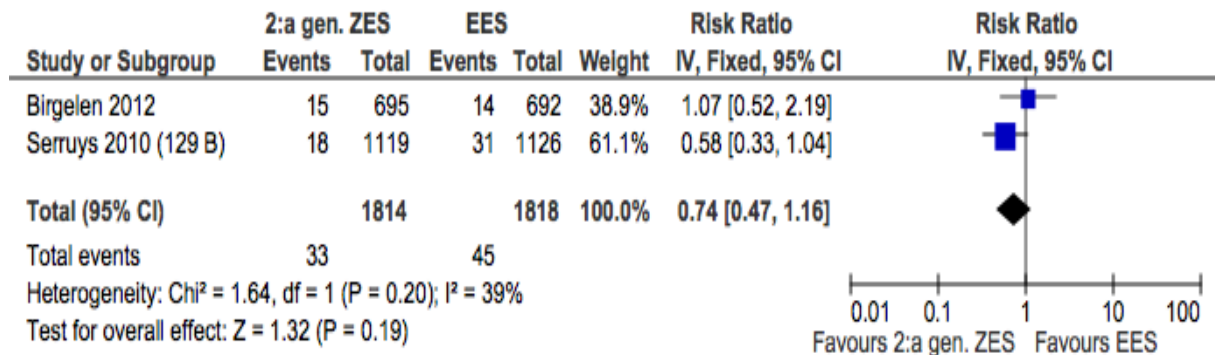 2:a gen. ZES EES Risk Ratio Risk Ratio
Study or Subgroup Events Total Events Total Weight IV, Fixed, 95% CI IV, Fixed, 95% CI
Birgelen 2012 15 695 14 692 38.9% 1.07 [0.52, 2.19]
Serruys 2010 (129 B) 18 1119 31 1126 61.1% 0.58 [0.33, 1.04]
Total (95% CI) 1814 1818 100.0% 0.74 [0.47, 1.16]
Total events 33 45
Heterogeneity: Chi² = 1.64, df = 1 (P = 0.20); I² = 39%
Test for overall effect: Z = 1.32 (P = 0.19)
0.01 0.1 1 10 100
Favours 2:a gen. ZES Favours EES